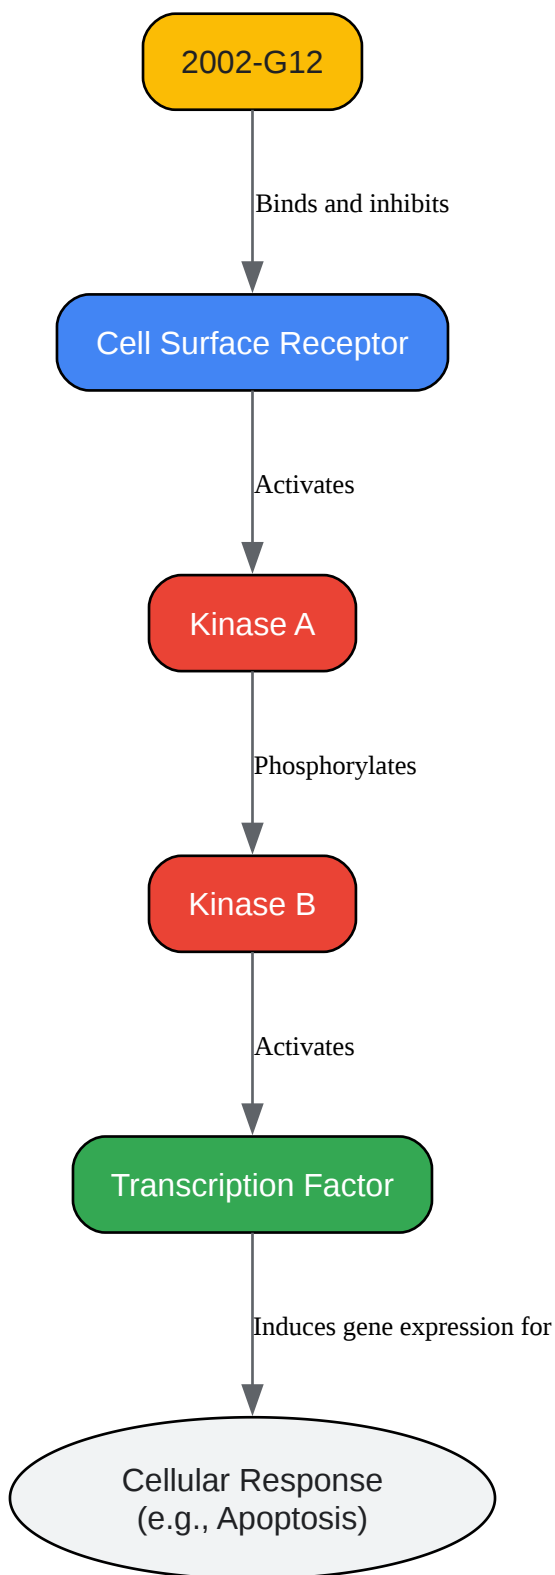 2002-G12
Binds and inhibits
Cell Surface Receptor
Activates
Kinase A
Phosphorylates
Kinase B
Activates
Transcription Factor
Induces gene expression for
Cellular Response
(e.g., Apoptosis)